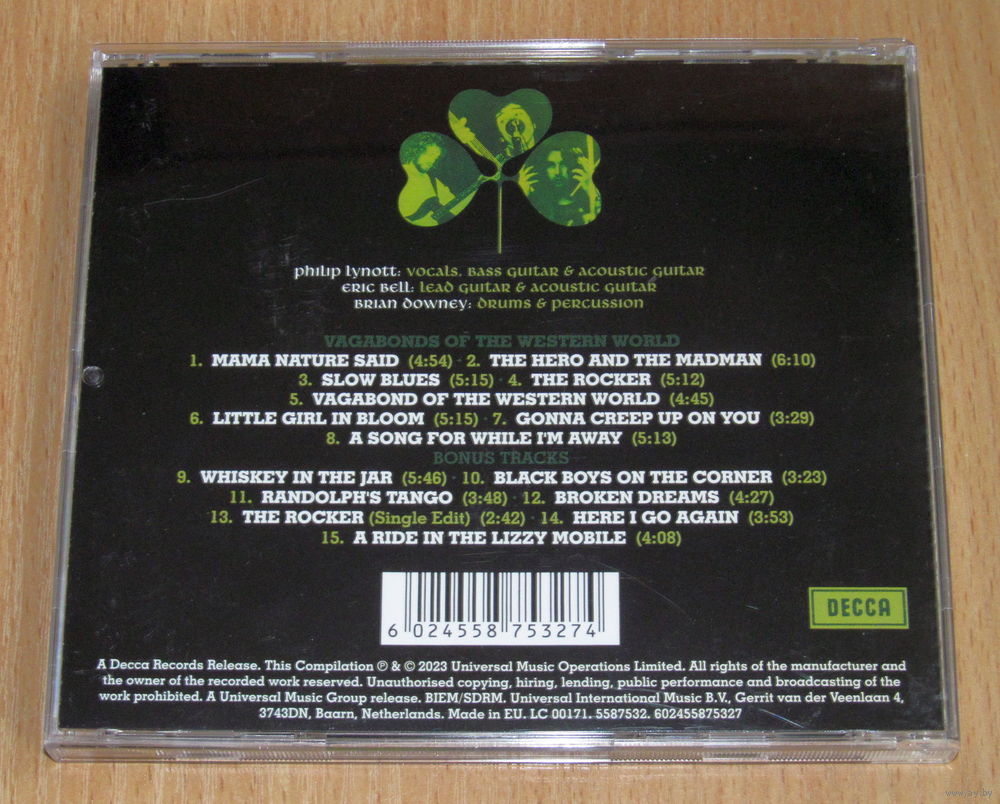 Philip Lynott: Vocals, Bass Guitar & Acoustic Guitar
Eric Bell: Lead Guitar & Acoustic Guitar
Brian Downey: Drums & Percussion
VAGABONDS OF THE WESTERN WORLD
1. MAMA NATURE SAID (4:54) · 2. THE HERO AND THE MADMAN (6:10)
3. SLOW BLUES (5:15) · 4. THE ROCKER (5:12)
5. VAGABOND OF THE WESTERN WORLD (4:45)
6. LITTLE GIRL IN BLOOM (5:15) · 7. GONNA CREEP UP ON YOU (3:29)
8. A SONG FOR WHILE I'M AWAY (5:13)
BONUS TRACKS
9. WHISKEY IN THE JAR (5:46) · 10. BLACK BOYS ON THE CORNER (3:23)
11. RANDOLPH'S TANGO (3:48) · 12. BROKEN DREAMS (4:27)
13. THE ROCKER (Single Edit) (2:42) · 14. HERE I GO AGAIN (3:53)
15. A RIDE IN THE LIZZY MOBILE (4:08)
6 024558 753274
DECCA
A Decca Records Release. This Compilation ℗ & © 2023 Universal Music Operations Limited. All rights of the manufacturer and
the owner of the recorded work reserved. Unauthorised copying, hiring, lending, public performance and broadcasting of the
work prohibited. A Universal Music Group release. BIEM/SDRM. Universal International Music B.V., Gerrit van der Veenlaan 4,
3743DN, Baarn, Netherlands. Made in EU. LC 00171. 5587532. 602455875327
www.ay.by